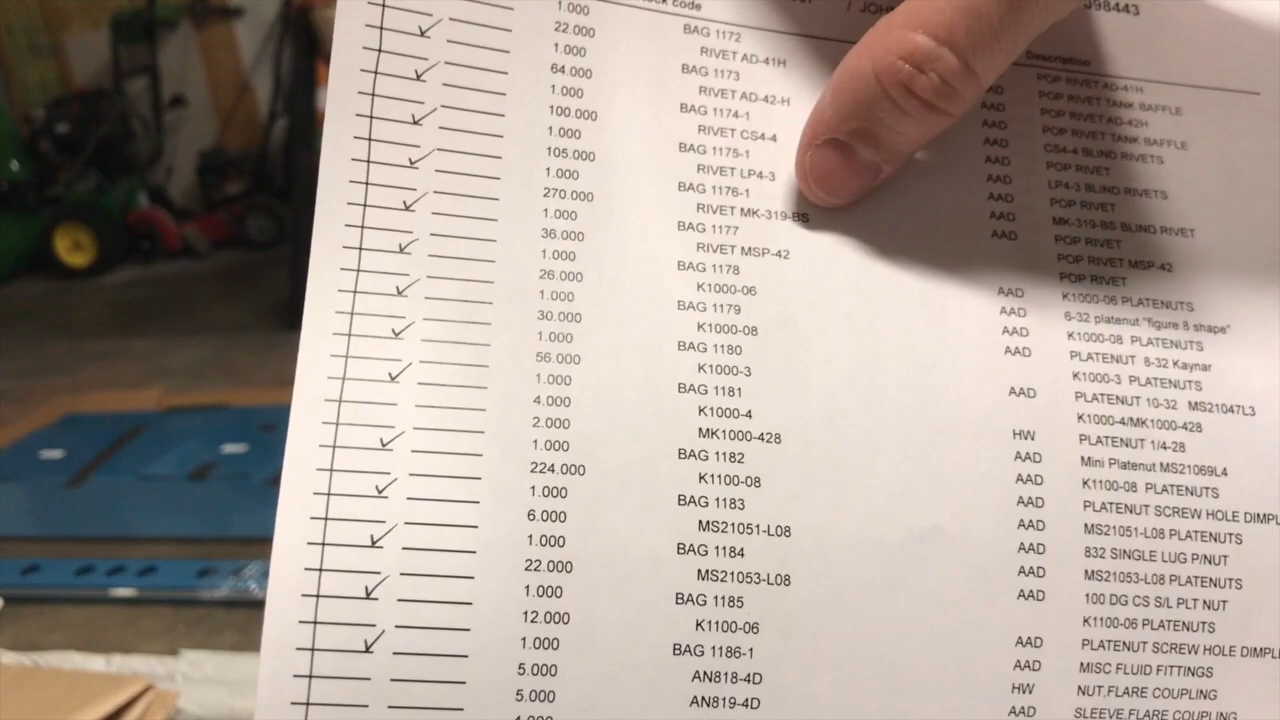 ock code
/ JOH
J98443
Description
1.000 BAG 1172
22.000 RIVET AD-41H
1.000 BAG 1173
64.000 RIVET AD-42-H
1.000 BAG 1174-1
100.000 RIVET CS4-4
1.000 BAG 1175-1
105.000 RIVET LP4-3
1.000 BAG 1176-1
270.000 RIVET MK-319-BS
1.000 BAG 1177
36.000 RIVET MSP-42
1.000 BAG 1178
26.000 K1000-06
1.000 BAG 1179
30.000 K1000-08
1.000 BAG 1180
56.000 K1000-3
1.000 BAG 1181
4.000 K1000-4
2.000 MK1000-428
1.000 BAG 1182
224.000 K1100-08
1.000 BAG 1183
6.000 MS21051-L08
1.000 BAG 1184
22.000 MS21053-L08
1.000 BAG 1185
12.000 K1100-06
1.000 BAG 1186-1
5.000 AN818-4D
5.000 AN819-4D
AD POP RIVET AD-41H
AAD POP RIVET TANK BAFFLE
AAD POP RIVET AD-42H
AAD POP RIVET TANK BAFFLE
AAD CS4-4 BLIND RIVETS
AAD POP RIVET
AAD LP4-3 BLIND RIVETS
AAD POP RIVET
AAD MK-319-BS BLIND RIVET
POP RIVET
POP RIVET MSP-42
POP RIVET
AAD K1000-06 PLATENUTS
AAD 6-32 platenut "figure 8 shape"
AAD K1000-08 PLATENUTS
AAD PLATENUT 8-32 Kaynar
K1000-3 PLATENUTS
AAD PLATENUT 10-32 MS21047L3
K1000-4/MK1000-428
HW PLATENUT 1/4-28
AAD Mini Platenut MS21069L4
AAD K1100-08 PLATENUTS
AAD PLATENUT SCREW HOLE DIMPL
AAD MS21051-L08 PLATENUTS
AAD 832 SINGLE LUG P/NUT
AAD MS21053-L08 PLATENUTS
AAD 100 DG CS S/L PLT NUT
K1100-06 PLATENUTS
AAD PLATENUT SCREW HOLE DIMPL
AAD MISC FLUID FITTINGS
HW NUT,FLARE COUPLING
AAD SLEEVE,FLARE COUPLING